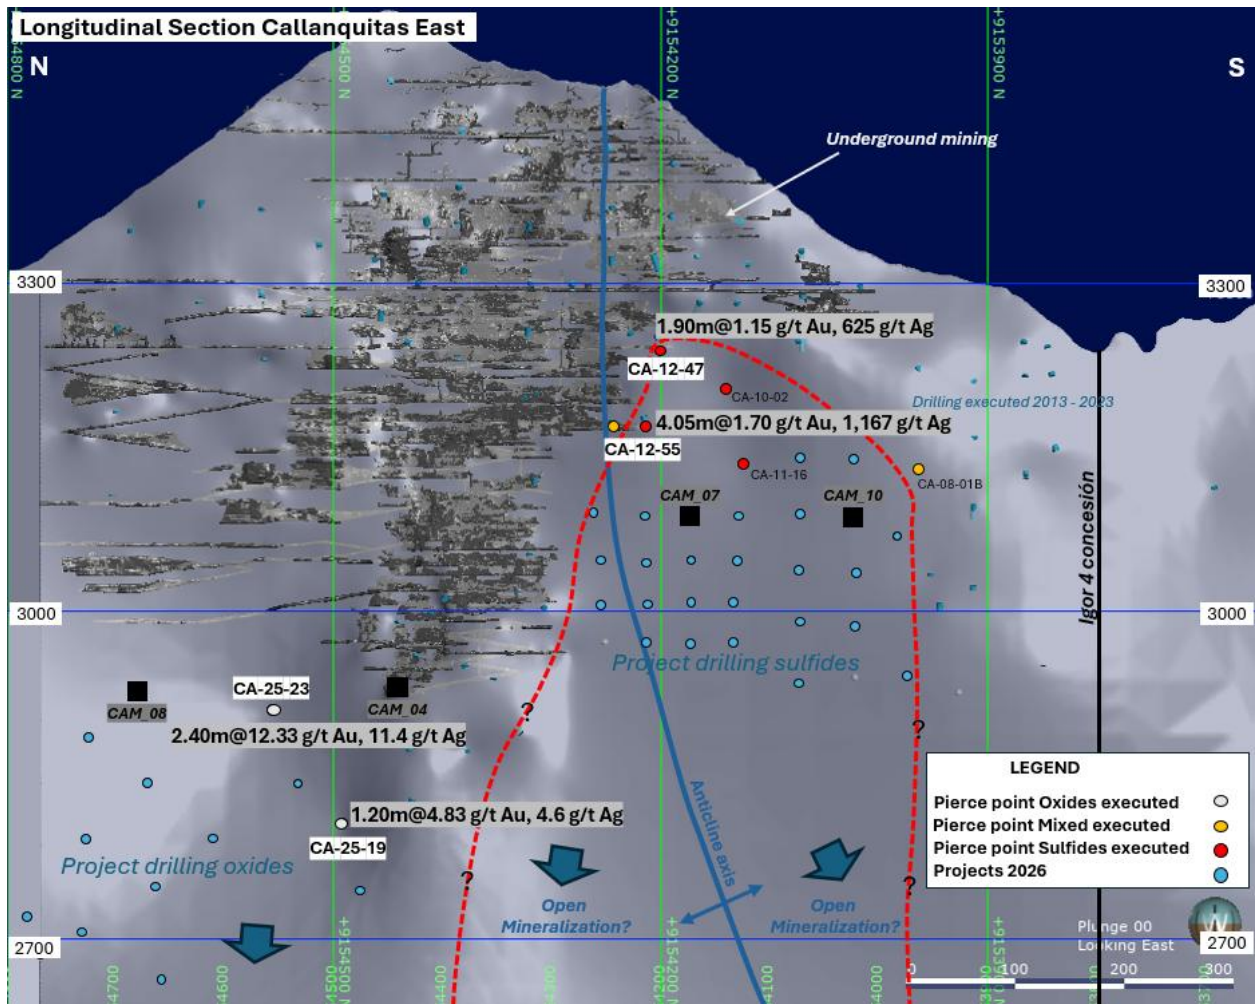 Longitudinal Section Callanquitas East
N
S
+9154200 N
+9153900 N
Underground mining
3300
3300
1.90m@1.15 g/t Au, 625 g/t Ag
CA-12-47
CA-10-02
Drilling executed 2013 - 2023
4.05m@1.70 g/t Au, 1,167 g/t Ag
CA-12-55
CA-11-16
CA-08-01B
CAM_07
CAM_10
Igor 4 concesión
3000
3000
Project drilling sulfides
CA-25-23
CAM_08
CAM_04
?
?
2.40m@12.33 g/t Au, 11.4 g/t Ag
LEGEND
Pierce point Oxides executed
Pierce point Mixed executed
Pierce point Sulfides executed
Projects 2026
1.20m@4.83 g/t Au, 4.6 g/t Ag
CA-25-19
Anticline axis
Project drilling oxides
?
?
Open
Mineralization?
Open
Mineralization?
Plunge 00
Looking East
W
2700
2700
0 100 200 300